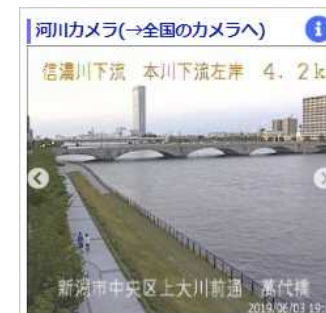 河川カメラ(→全国のカメラへ)
信濃川下流 本川下流左岸 4.2k
新潟市中央区上大川前通 萬代橋
2019/06/03 19: